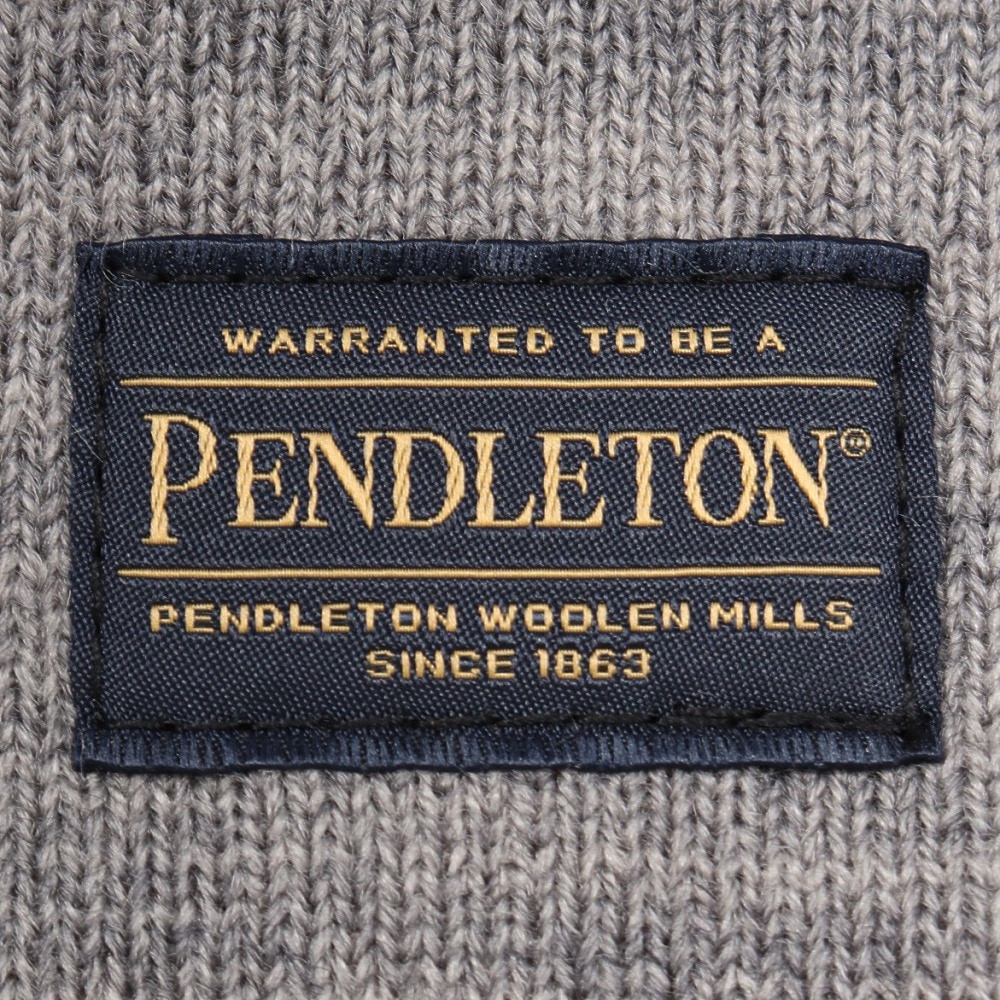 WARRANTED TO BE A
PENDLETON®
PENDLETON WOOLEN MILLS
SINCE 1863